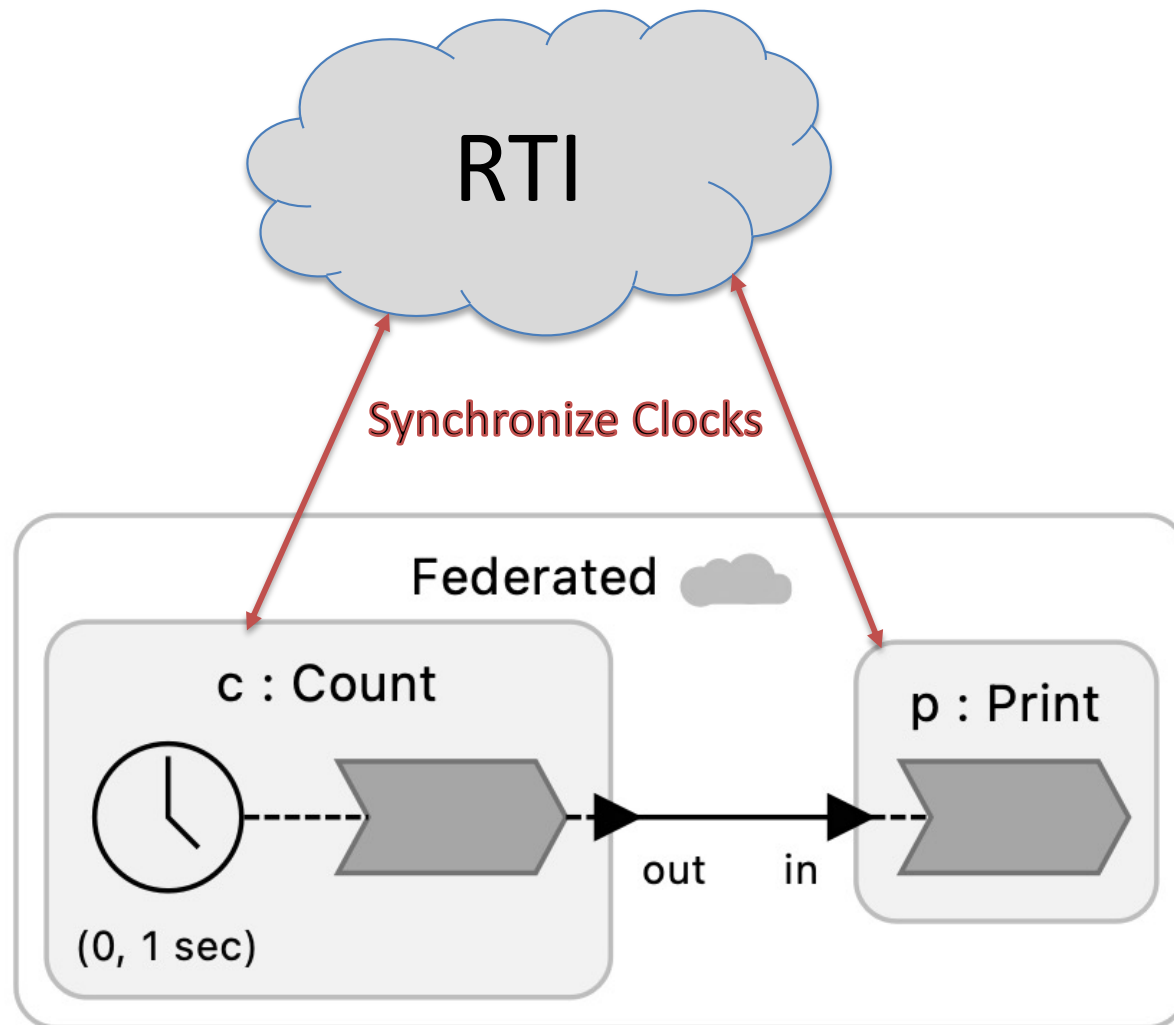 RTI
Synchronize Clocks
Federated
c : Count
p : Print
out
in
(0, 1 sec)